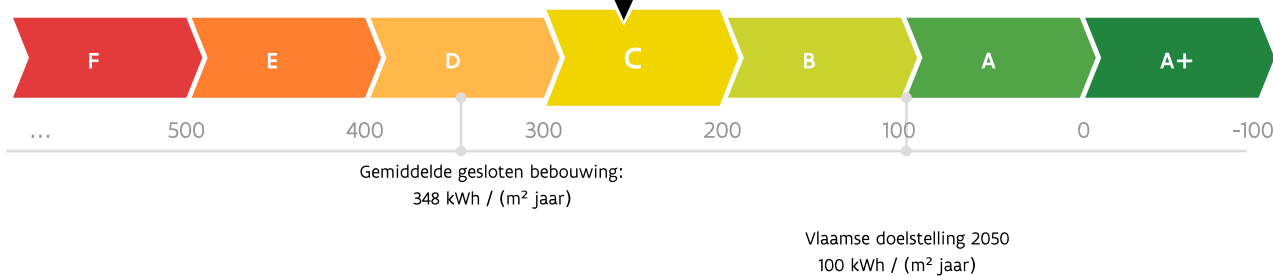 F E D C B A A+
... 500 400 300 200 100 0 -100
Gemiddelde gesloten bebouwing:
348 kWh / (m² jaar)
Vlaamse doelstelling 2050
100 kWh / (m² jaar)